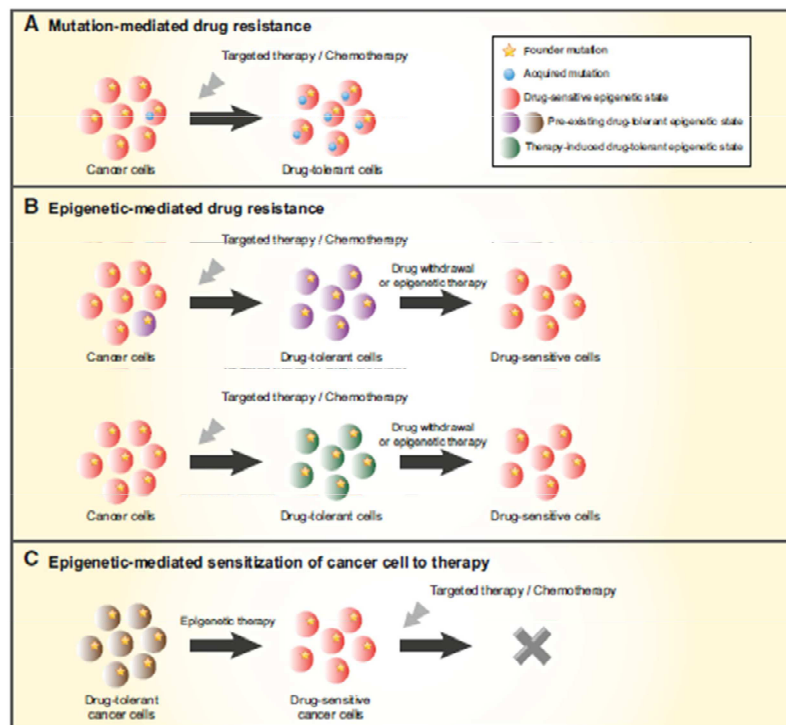 A Mutation-mediated drug resistance
Targeted therapy / Chemotherapy
Cancer cells
Drug-tolerant cells
Founder mutation
Acquired mutation
Drug-sensitive epigenetic state
Pre-existing drug-tolerant epigenetic state
Therapy-induced drug-tolerant epigenetic state
B Epigenetic-mediated drug resistance
Targeted therapy / Chemotherapy
Drug withdrawal
or epigenetic therapy
Cancer cells
Drug-tolerant cells
Drug-sensitive cells
Targeted therapy / Chemotherapy
Drug withdrawal
or epigenetic therapy
Cancer cells
Drug-tolerant cells
Drug-sensitive cells
C Epigenetic-mediated sensitization of cancer cell to therapy
Targeted therapy / Chemotherapy
Epigenetic therapy
Drug-tolerant
cancer cells
Drug-sensitive
cancer cells